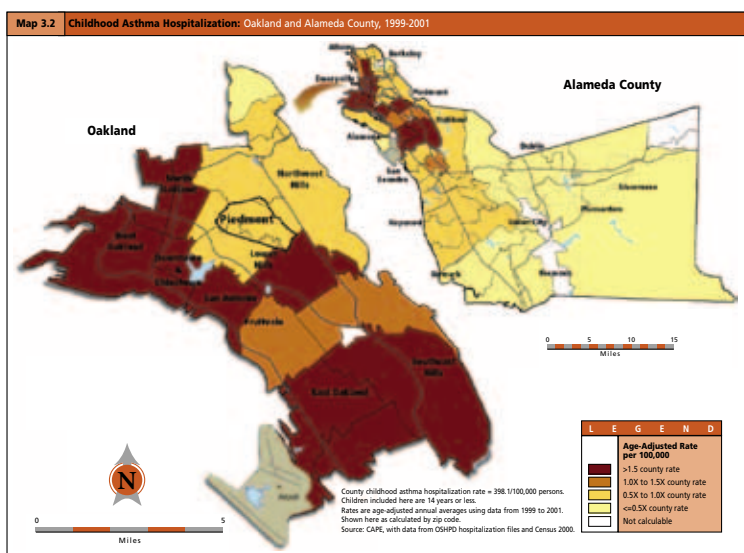 Map 3.2 Childhood Asthma Hospitalization: Oakland and Alameda County, 1999-2001
Alameda County
Oakland
Albany
Berkeley
Emeryville
Piedmont
Oakland
Alameda
San
Leandro
Dublin
Livermore
Pleasanton
Hayward
Union City
Newark
Fremont
North
Oakland
Northwest
Hills
Piedmont
West
Oakland
Downtown
&
Chinatown
Lower
Hills
San Antonio
Fruitvale
East Oakland
Southeast
Hills
Airport
0 5 10 15
Miles
N
0 5
Miles
County childhood asthma hospitalization rate = 398.1/100,000 persons.
Children included here are 14 years or less.
Rates are age-adjusted annual averages using data from 1999 to 2001.
Shown here as calculated by zip code.
Source: CAPE, with data from OSHPD hospitalization files and Census 2000.
L E G E N D
Age-Adjusted Rate
per 100,000
>1.5 county rate
1.0X to 1.5X county rate
0.5X to 1.0X county rate
<=0.5X county rate
Not calculable